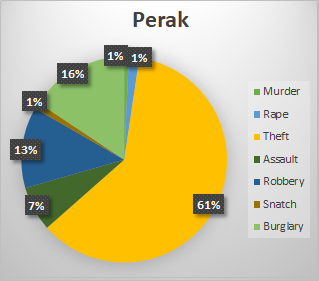 Perak
1%
1%
16%
1%
13%
7%
61%
Murder
Rape
Theft
Assault
Robbery
Snatch
Burglary